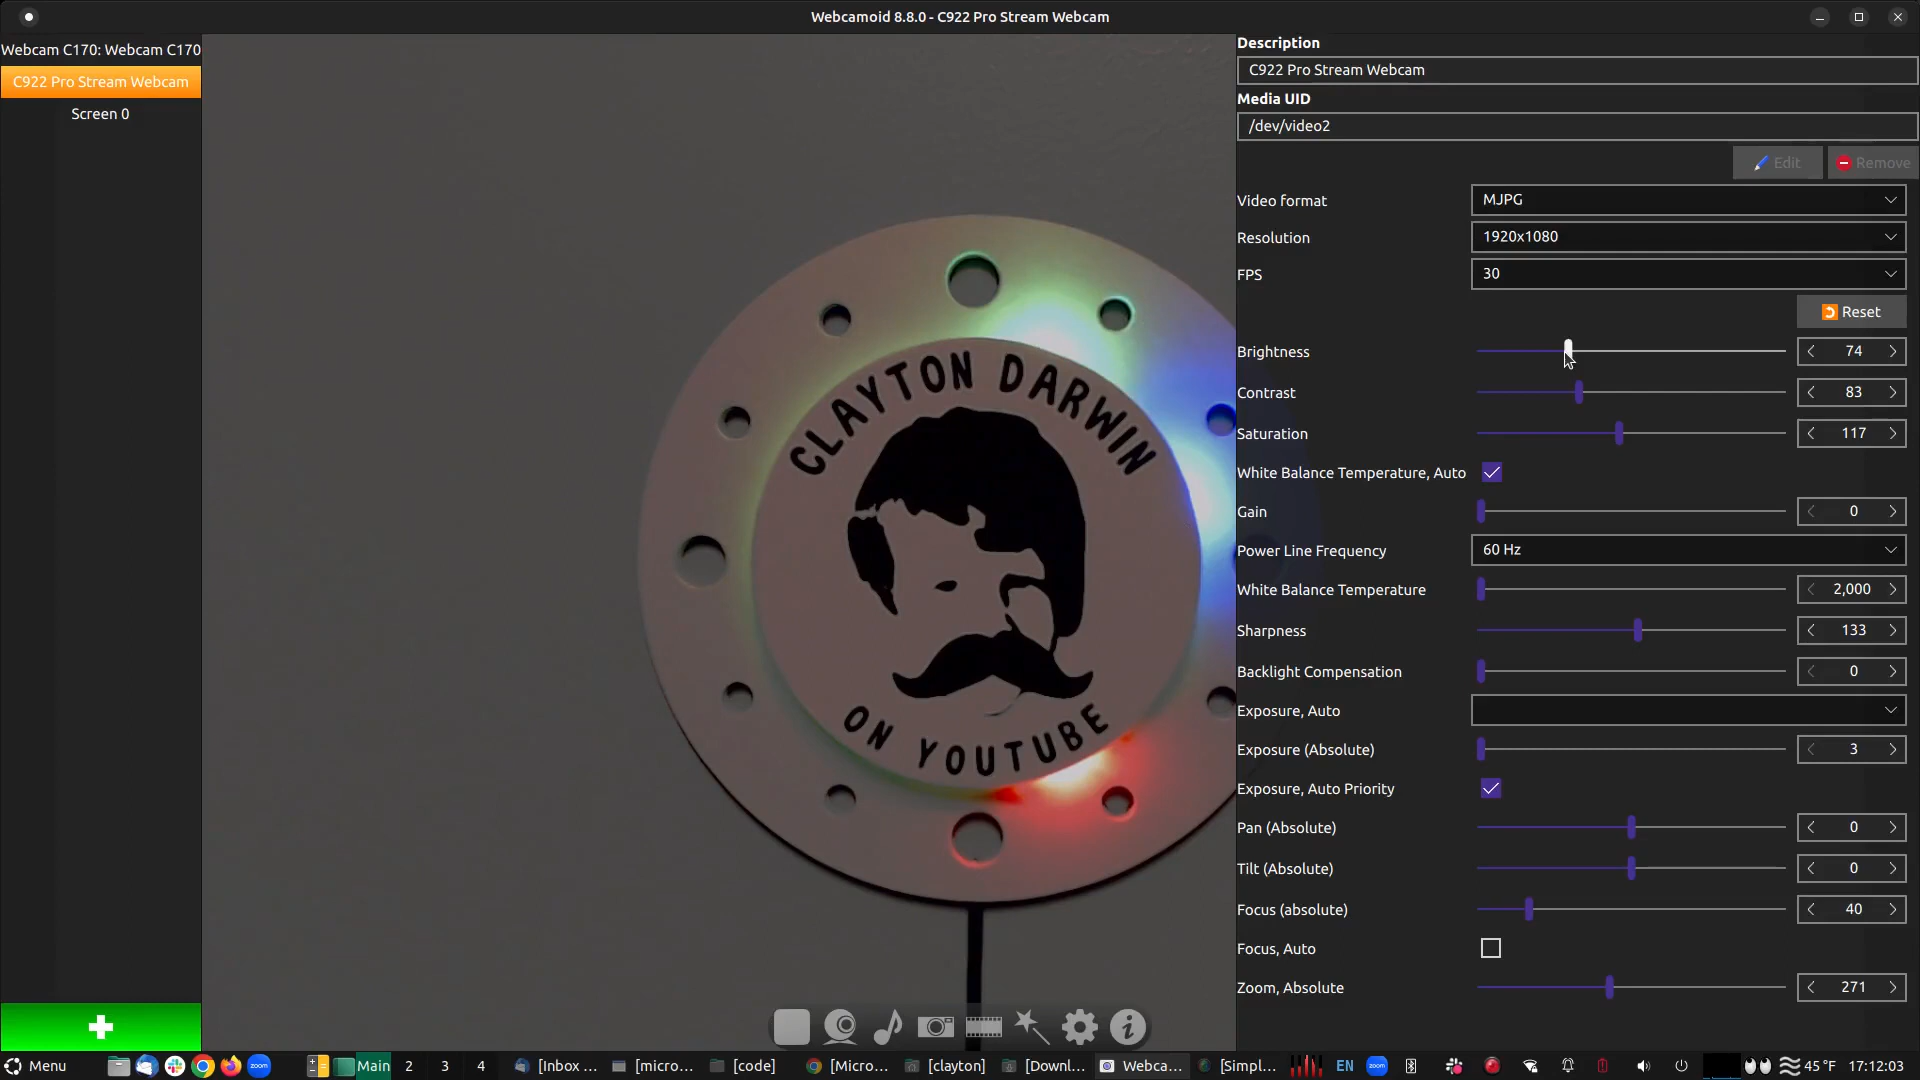 Webcamoid 8.8.0 - C922 Pro Stream Webcam
Webcam C170: Webcam C170
C922 Pro Stream Webcam
Screen 0
CLAYTON DARWIN
ON YOUTUBE
Description
C922 Pro Stream Webcam
Media UID
/dev/video2
Edit Remove
Video format MJPG
Resolution 1920x1080
FPS 30
Reset
Brightness 74
Contrast 83
Saturation 117
White Balance Temperature, Auto
Gain 0
Power Line Frequency 60 Hz
White Balance Temperature 2,000
Sharpness 133
Backlight Compensation 0
Exposure, Auto
Exposure (Absolute) 3
Exposure, Auto Priority
Pan (Absolute) 0
Tilt (Absolute) 0
Focus (absolute) 40
Focus, Auto
Zoom, Absolute 271
Menu zoom Main 2 3 4 [Inbox ... [micro... [code] [Micro... [clayton] [Downl... Webca... [Simpl... EN zoom 45 °F 17:12:03